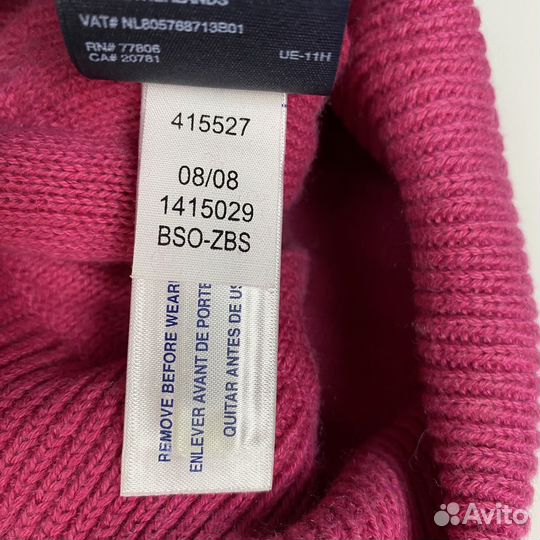 VAT# NL805768713B01
RN# 77806
CA# 20781
UE-11H
415527
08/08
1415029
BSO-ZBS
REMOVE BEFORE WEAR
ENLEVER AVANT DE PORTE
QUITAR ANTES DE US
Avito